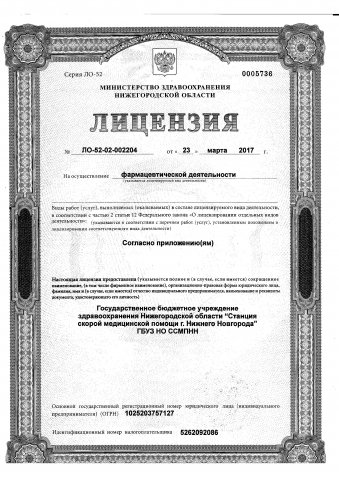 Серия ЛО-52 0005736
МИНИСТЕРСТВО ЗДРАВООХРАНЕНИЯ
НИЖЕГОРОДСКОЙ ОБЛАСТИ
ЛИЦЕНЗИЯ
№ ЛО-52-02-002204 от « 23 » марта 2017 г.
На осуществление фармацевтической деятельности
(указывается лицензируемый вид деятельности)
Виды работ (услуг), выполняемых (оказываемых) в составе лицензируемого вида деятельности,
в соответствии с частью 2 статьи 12 Федерального закона «О лицензировании отдельных видов
деятельности»: (указываются в соответствии с перечнем работ (услуг), установленным положением о
лицензировании соответствующего вида деятельности)
Согласно приложению(ям)
Настоящая лицензия предоставлена (указывается полное и (в случае, если имеется) сокращенное
наименование, (в том числе фирменное наименование), организационно-правовая форма юридического лица,
фамилия, имя и (в случае, если имеется) отчество индивидуального предпринимателя, наименование и реквизиты
документа, удостоверяющего его личность)
Государственное бюджетное учреждение
здравоохранения Нижегородской области "Станция
скорой медицинской помощи г. Нижнего Новгорода"
ГБУЗ НО ССМПНН
Основной государственный регистрационный номер юридического лица (индивидуального
предпринимателя) (ОГРН) 1025203757127
Идентификационный номер налогоплательщика 5262092086